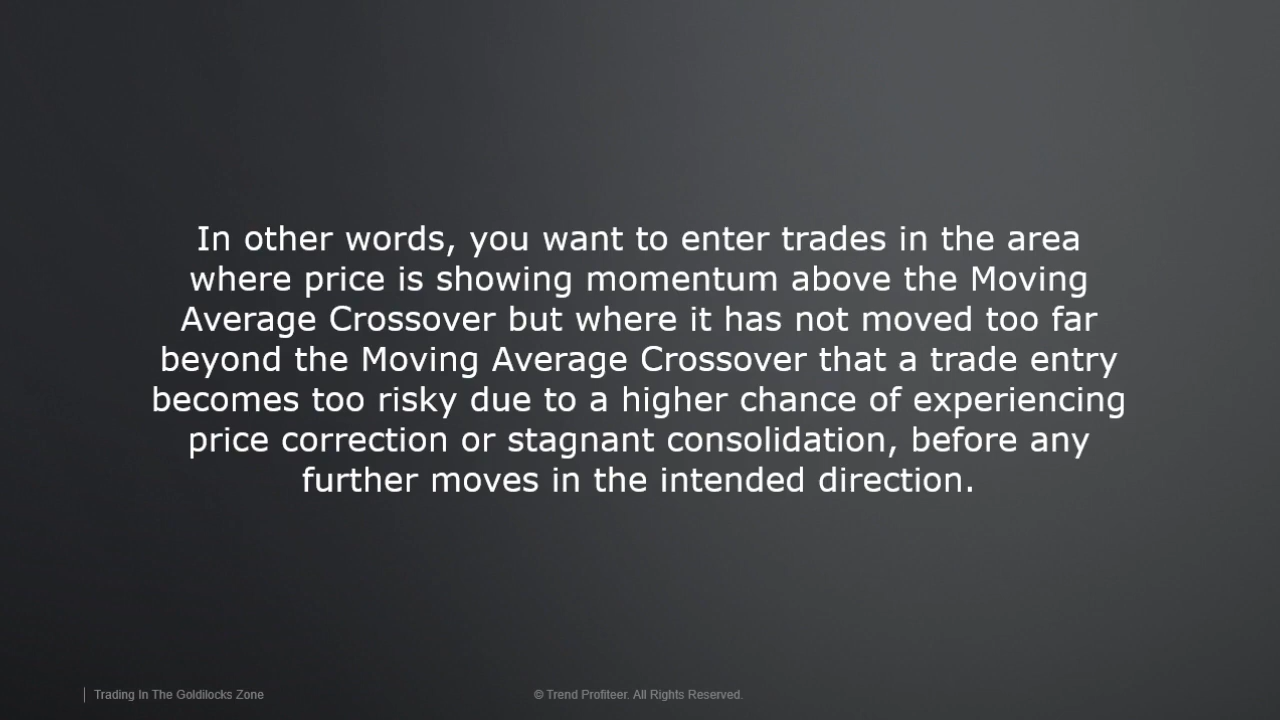 In other words, you want to enter trades in the area
where price is showing momentum above the Moving
Average Crossover but where it has not moved too far
beyond the Moving Average Crossover that a trade entry
becomes too risky due to a higher chance of experiencing
price correction or stagnant consolidation, before any
further moves in the intended direction.
Trading In The Goldilocks Zone
© Trend Profiteer. All Rights Reserved.